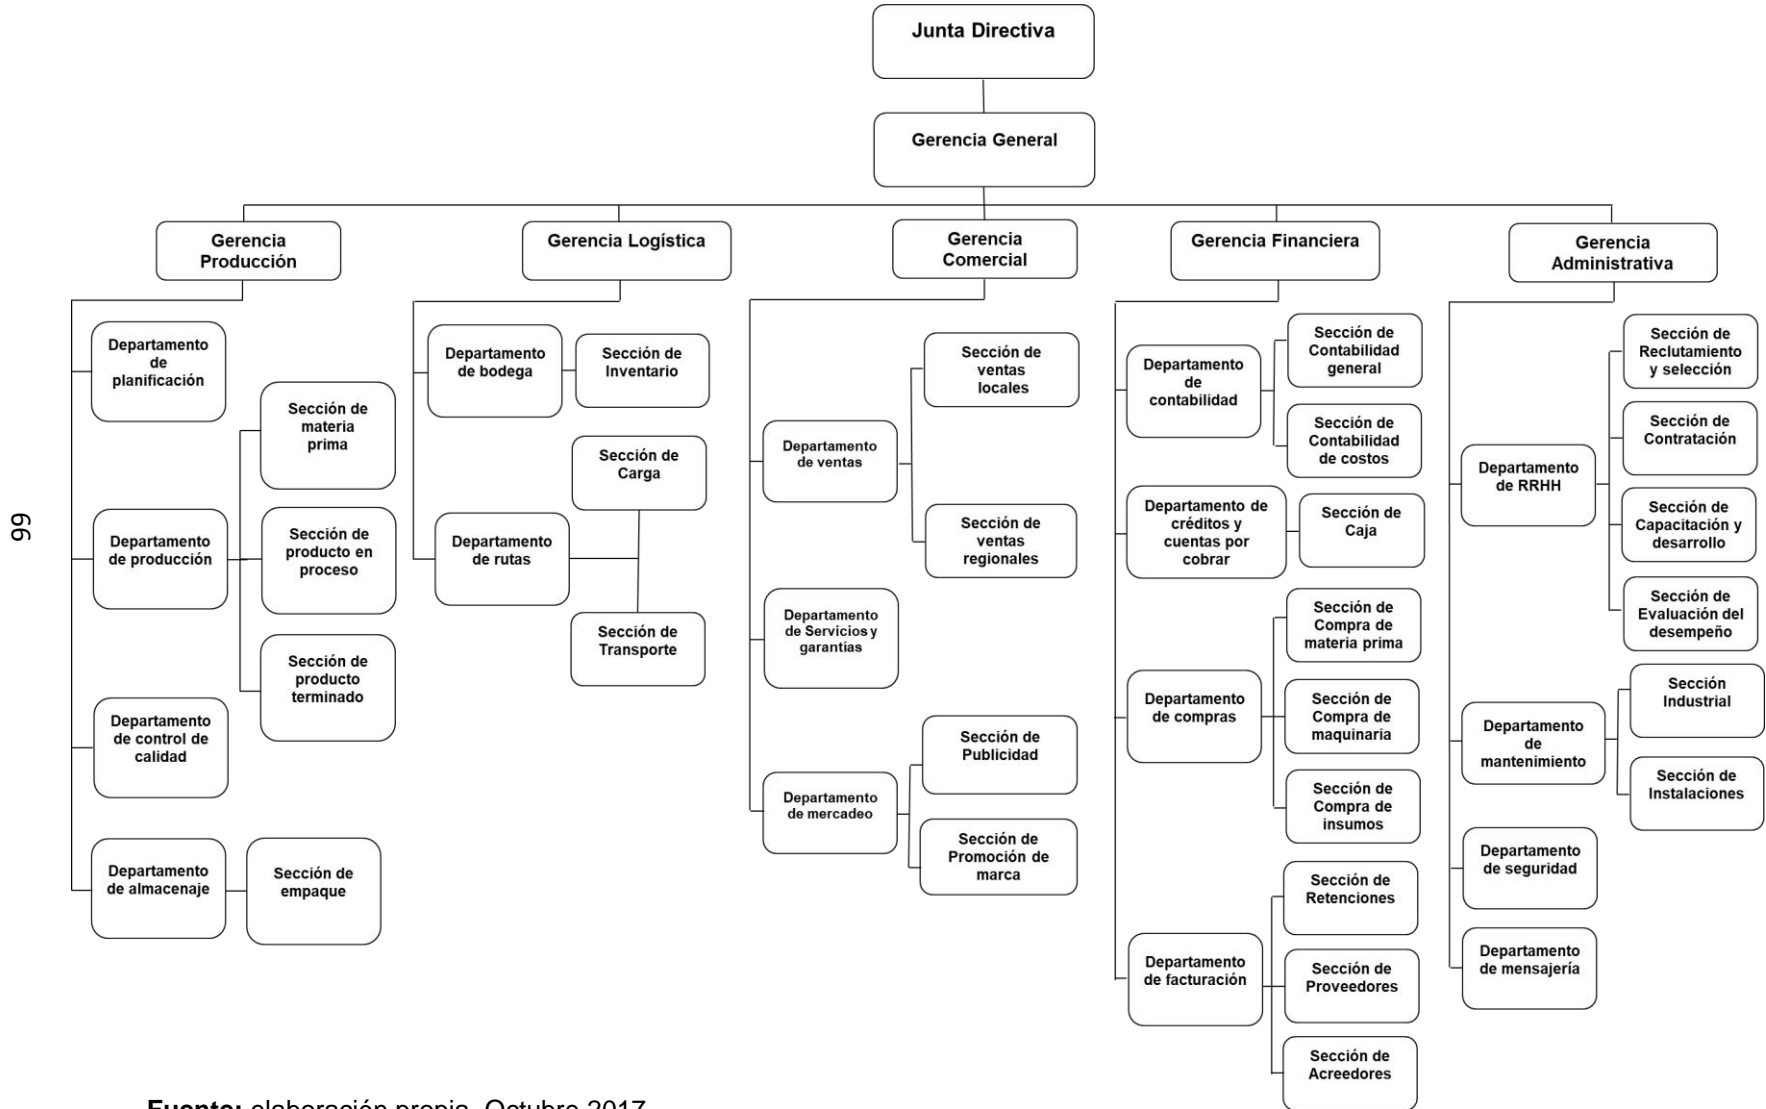 Junta Directiva
Gerencia General
Gerencia
Producción
Gerencia Logística
Gerencia
Comercial
Gerencia Financiera
Gerencia
Administrativa
Departamento
de
planificación
Departamento
de producción
Sección de
materia
prima
Sección de
producto en
proceso
Sección de
producto
terminado
Departamento
de control de
calidad
Departamento
de almacenaje
Sección de
empaque
Departamento
de bodega
Sección de
Inventario
Departamento
de rutas
Sección de
Carga
Sección de
Transporte
Departamento
de ventas
Sección de
ventas
locales
Sección de
ventas
regionales
Departamento
de Servicios y
garantías
Departamento
de mercadeo
Sección de
Publicidad
Sección de
Promoción de
marca
Departamento
de
contabilidad
Sección de
Contabilidad
general
Sección de
Contabilidad
de costos
Departamento de
créditos y
cuentas por
cobrar
Sección de
Caja
Departamento
de compras
Sección de
Compra de
materia prima
Sección de
Compra de
maquinaria
Sección de
Compra de
insumos
Departamento
de facturación
Sección de
Retenciones
Sección de
Proveedores
Sección de
Acreedores
Departamento
de RRHH
Sección de
Reclutamiento
y selección
Sección de
Contratación
Sección de
Capacitación y
desarrollo
Sección de
Evaluación del
desempeño
Departamento
de
mantenimiento
Sección
Industrial
Sección de
Instalaciones
Departamento
de seguridad
Departamento
de mensajería
99
Fuente: elaboración propia. Octubre 2017